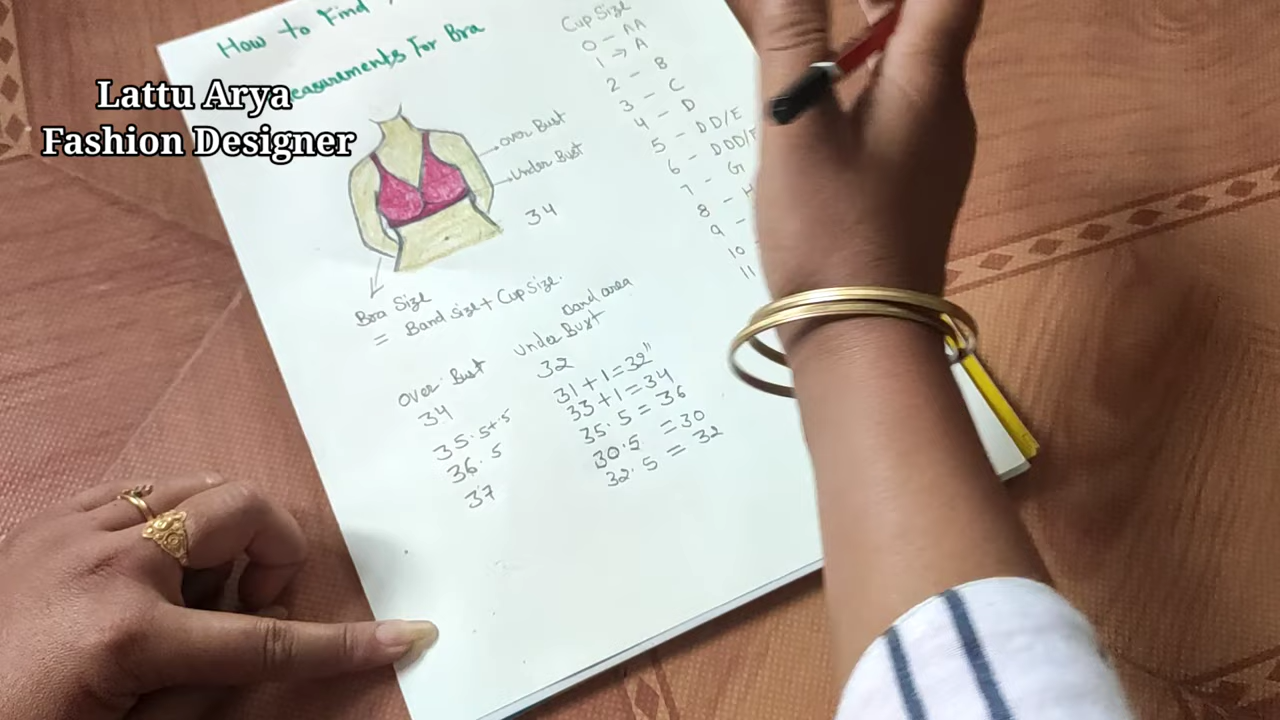 How to Find
easurements For Bra
Lattu Arya
Fashion Designer
over Bust
Under Bust
34
Bra Size
= Band size + Cup Size.
Cup Size
0 - AA
1 → A
2 - B
3 - C
4 - D
5 - DD/E
6 - DDD/F
7 - G
8 - H
9 -
10
11
over Bust
34
35.5+.5
36.5
37
Band area
Under Bust
32
31+1=32"
33+1=34
35.5=36
30.5 =30
32.5 = 32